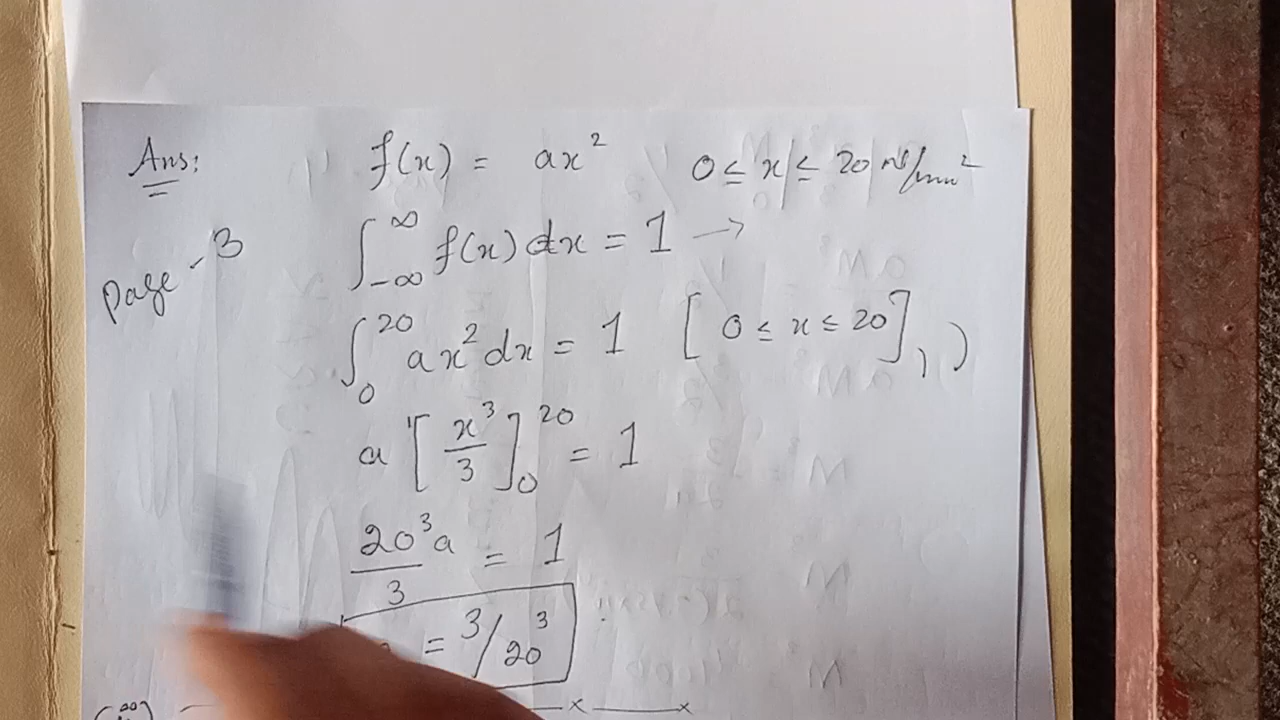 Ans: f(x) = ax² 0 ≤ x ≤ 20 N/mm²
Page - 3
∫_{-∞}^{∞} f(x) dx = 1 →
∫_0^{20} ax² dx = 1 [0 ≤ x ≤ 20]
a [x³/3]_0^{20} = 1
20³a/3 = 1
= 3/20³